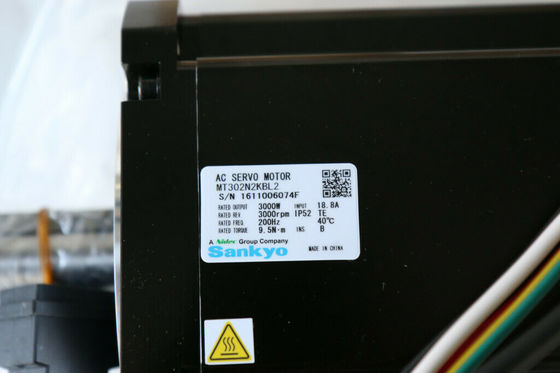 AC SERVO MOTOR
MT302N2KBL2
S/N 1611006074F
RATED OUTPUT 3000W INPUT 18.8A
RATED REV 3000rpm IP52 TE
RATED FREQ 200Hz 40℃
RATED TORQUE 9.5N·m INS B
A Nidec Group Company
Sankyo MADE IN CHINA